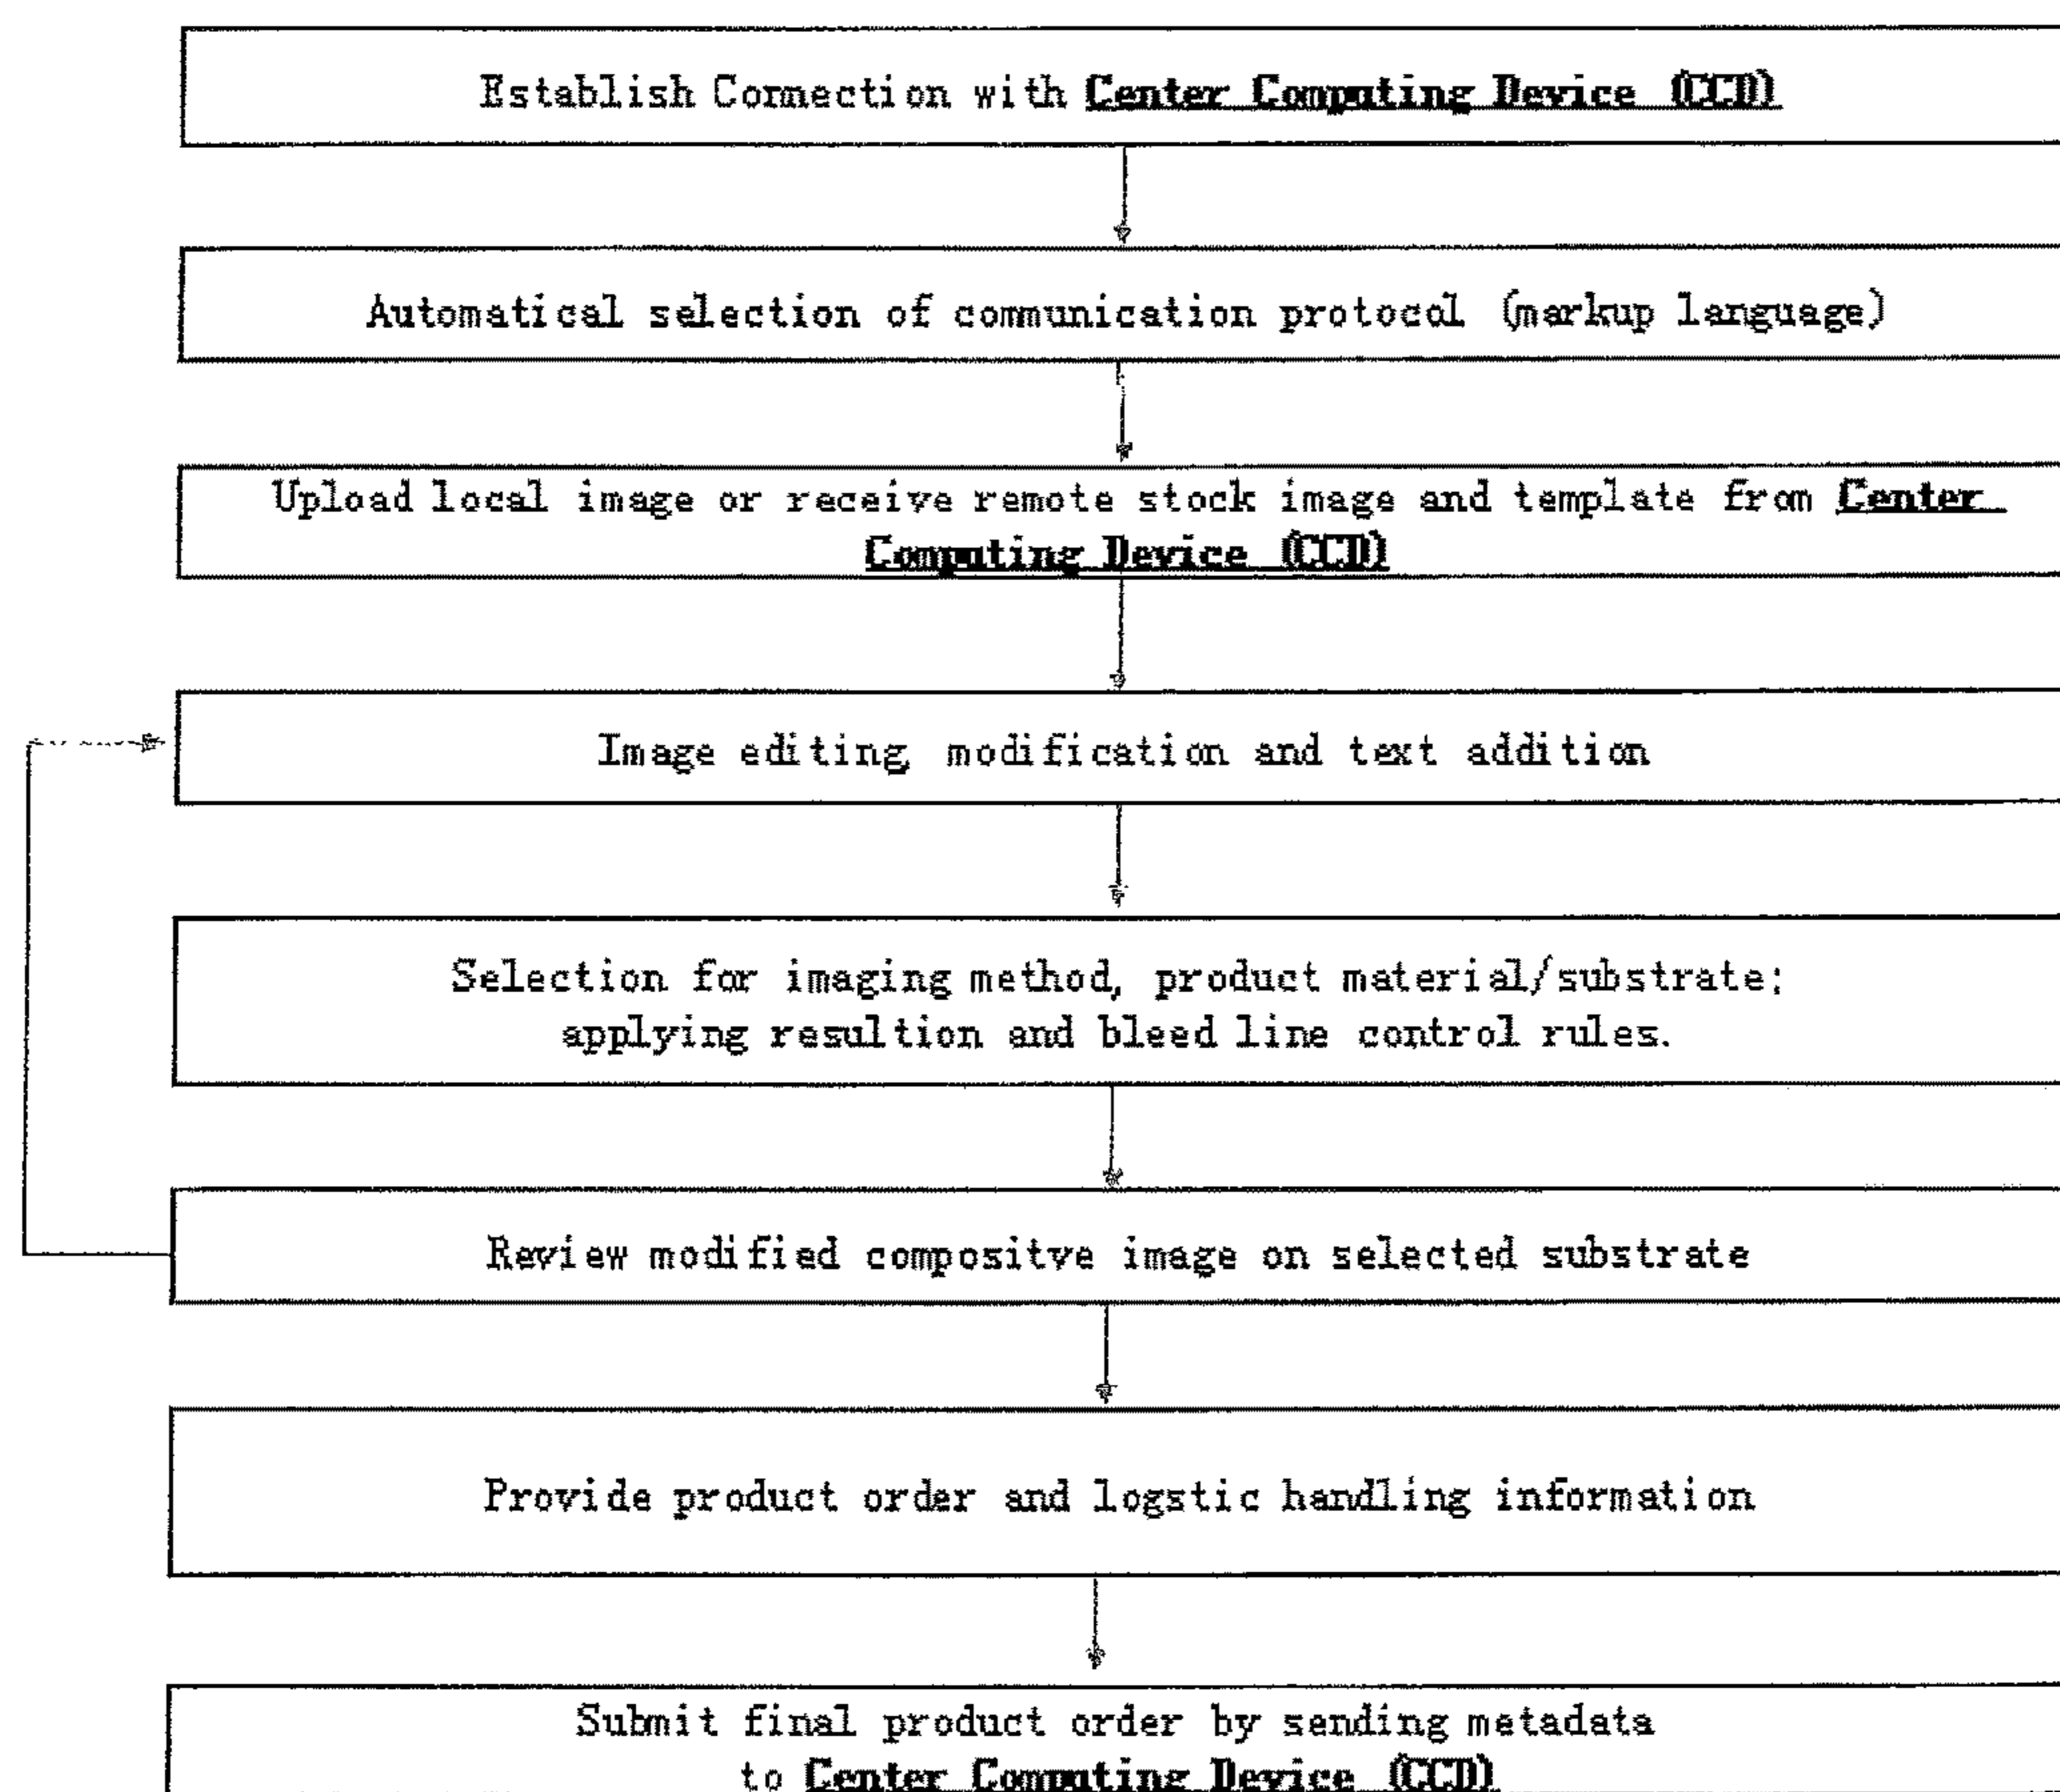 Establish Connection with Center Computing Device (CCD)
Automatical selection of communication protocol (markup language)
Upload local image or receive remote stock image and template from Center
Computing Device (CCD)
Image editing, modification and text addition
Selection for imaging method, product material/substrate;
applying resultion and bleed line control rules.
Review modified compositve image on selected substrate
Provide product order and logstic handling information
Submit final product order by sending metadata
to Center Computing Device (CCD)